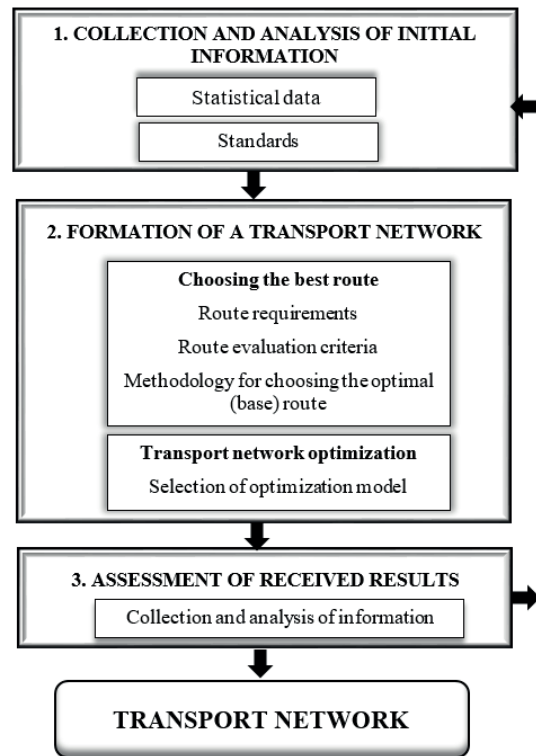 1. COLLECTION AND ANALYSIS OF INITIAL
INFORMATION
Statistical data
Standards
2. FORMATION OF A TRANSPORT NETWORK
Choosing the best route
Route requirements
Route evaluation criteria
Methodology for choosing the optimal
(base) route
Transport network optimization
Selection of optimization model
3. ASSESSMENT OF RECEIVED RESULTS
Collection and analysis of information
TRANSPORT NETWORK